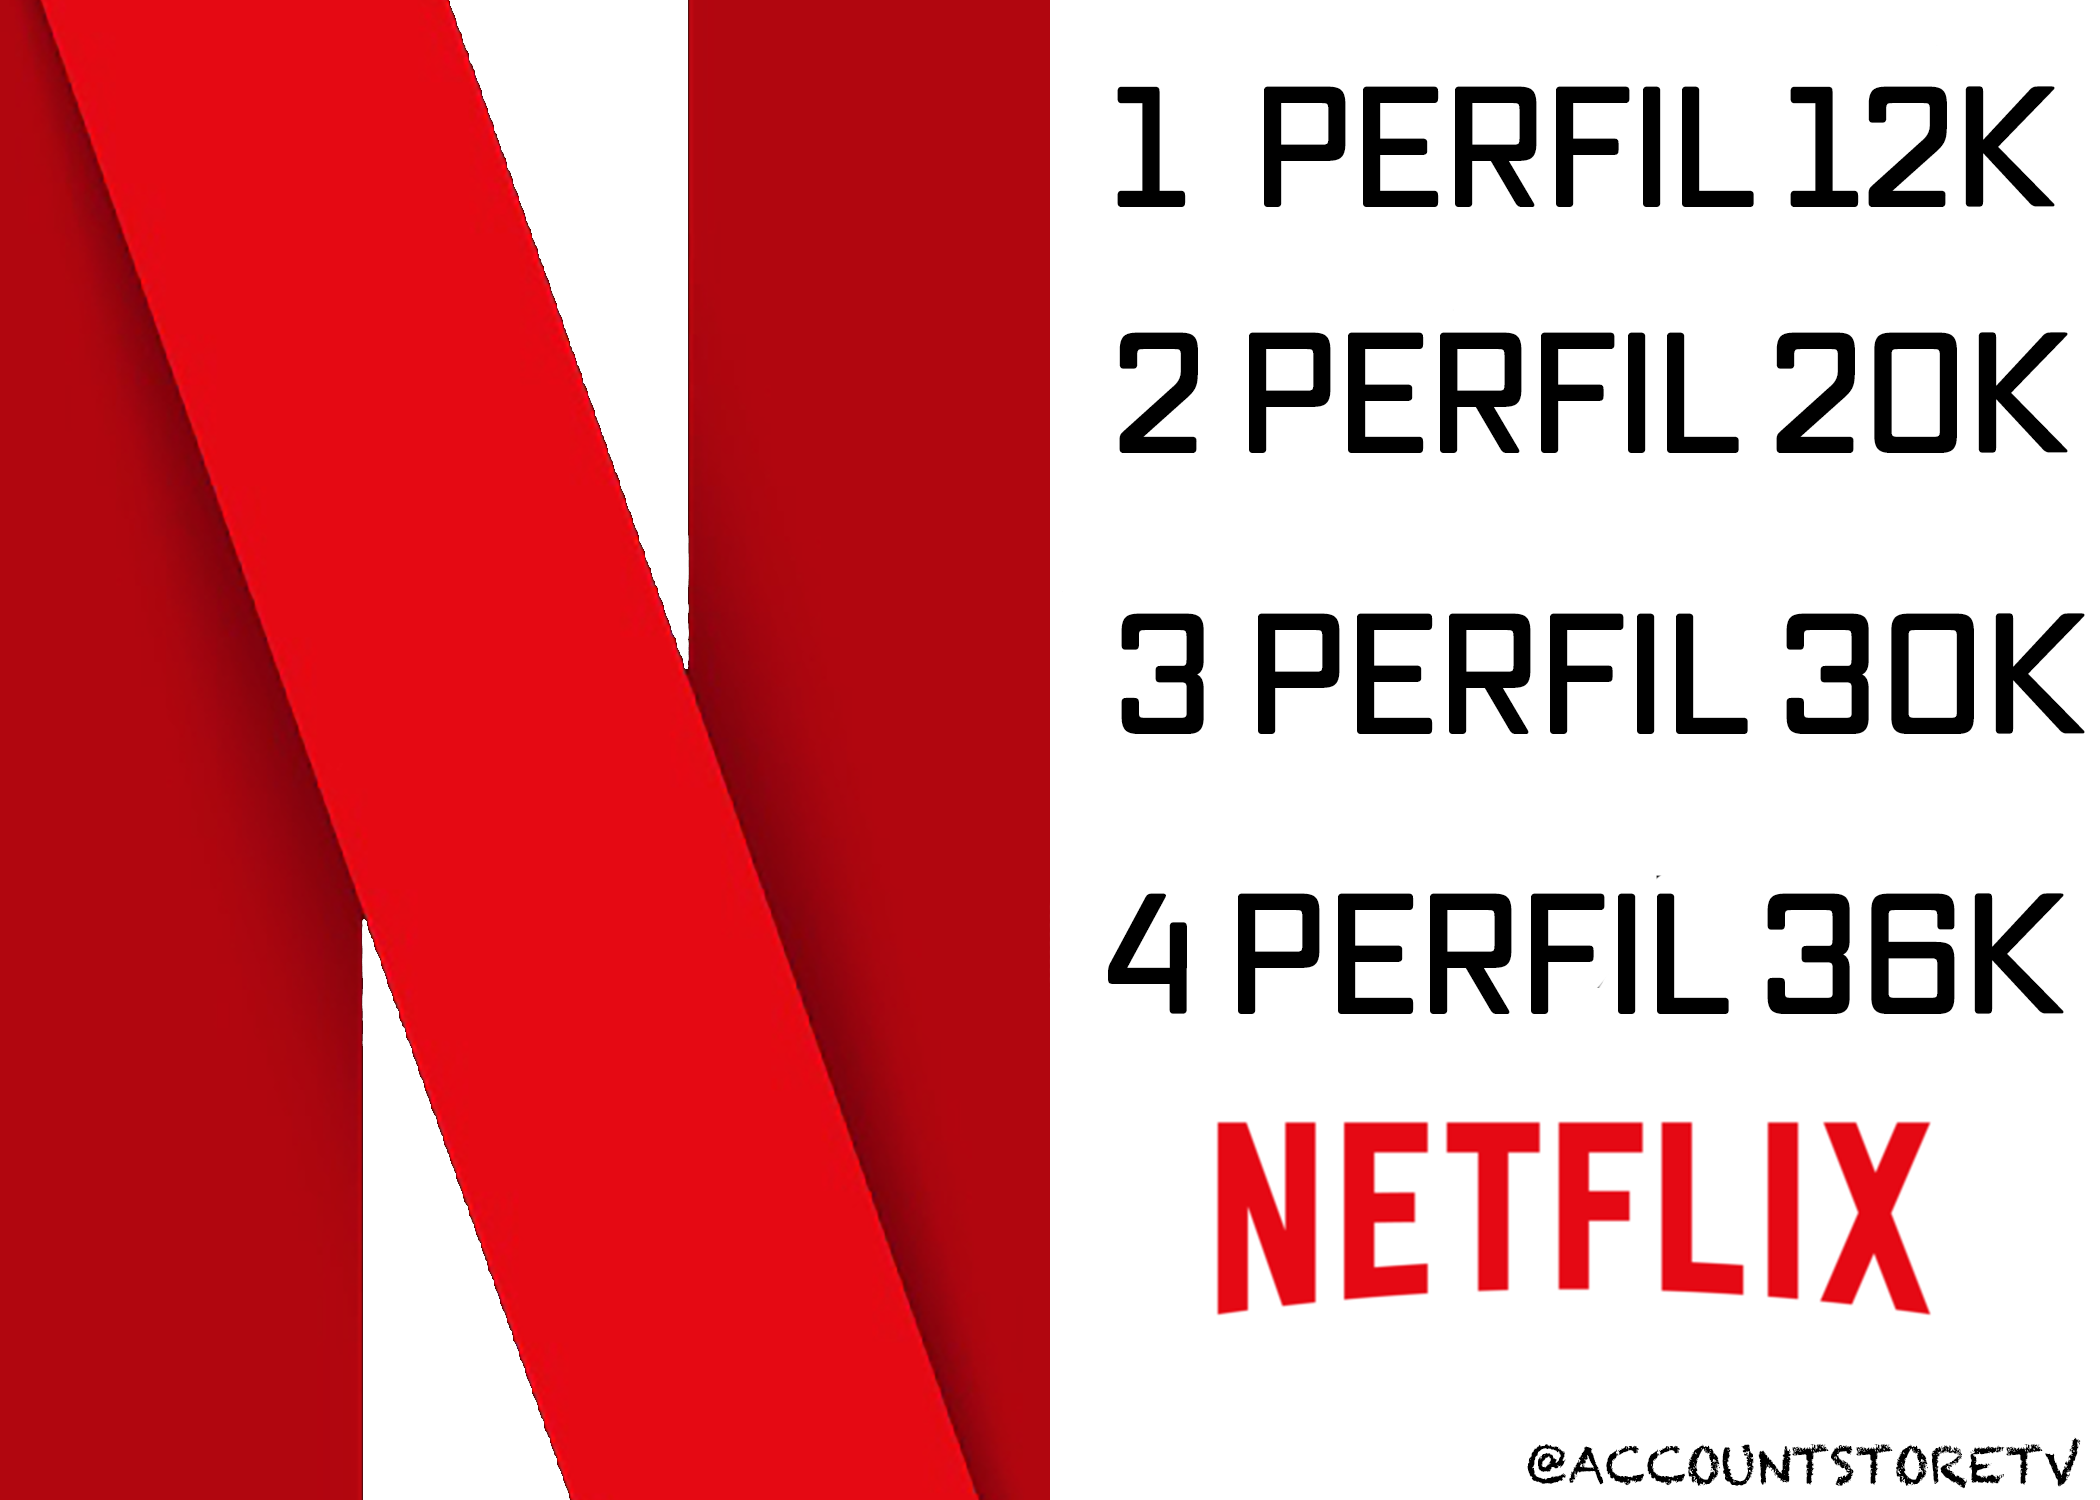 1 PERFIL 12K
2 PERFIL 20K
3 PERFIL 30K
4 PERFIL 36K
NETFLIX
@ACCOUNTSTORETV